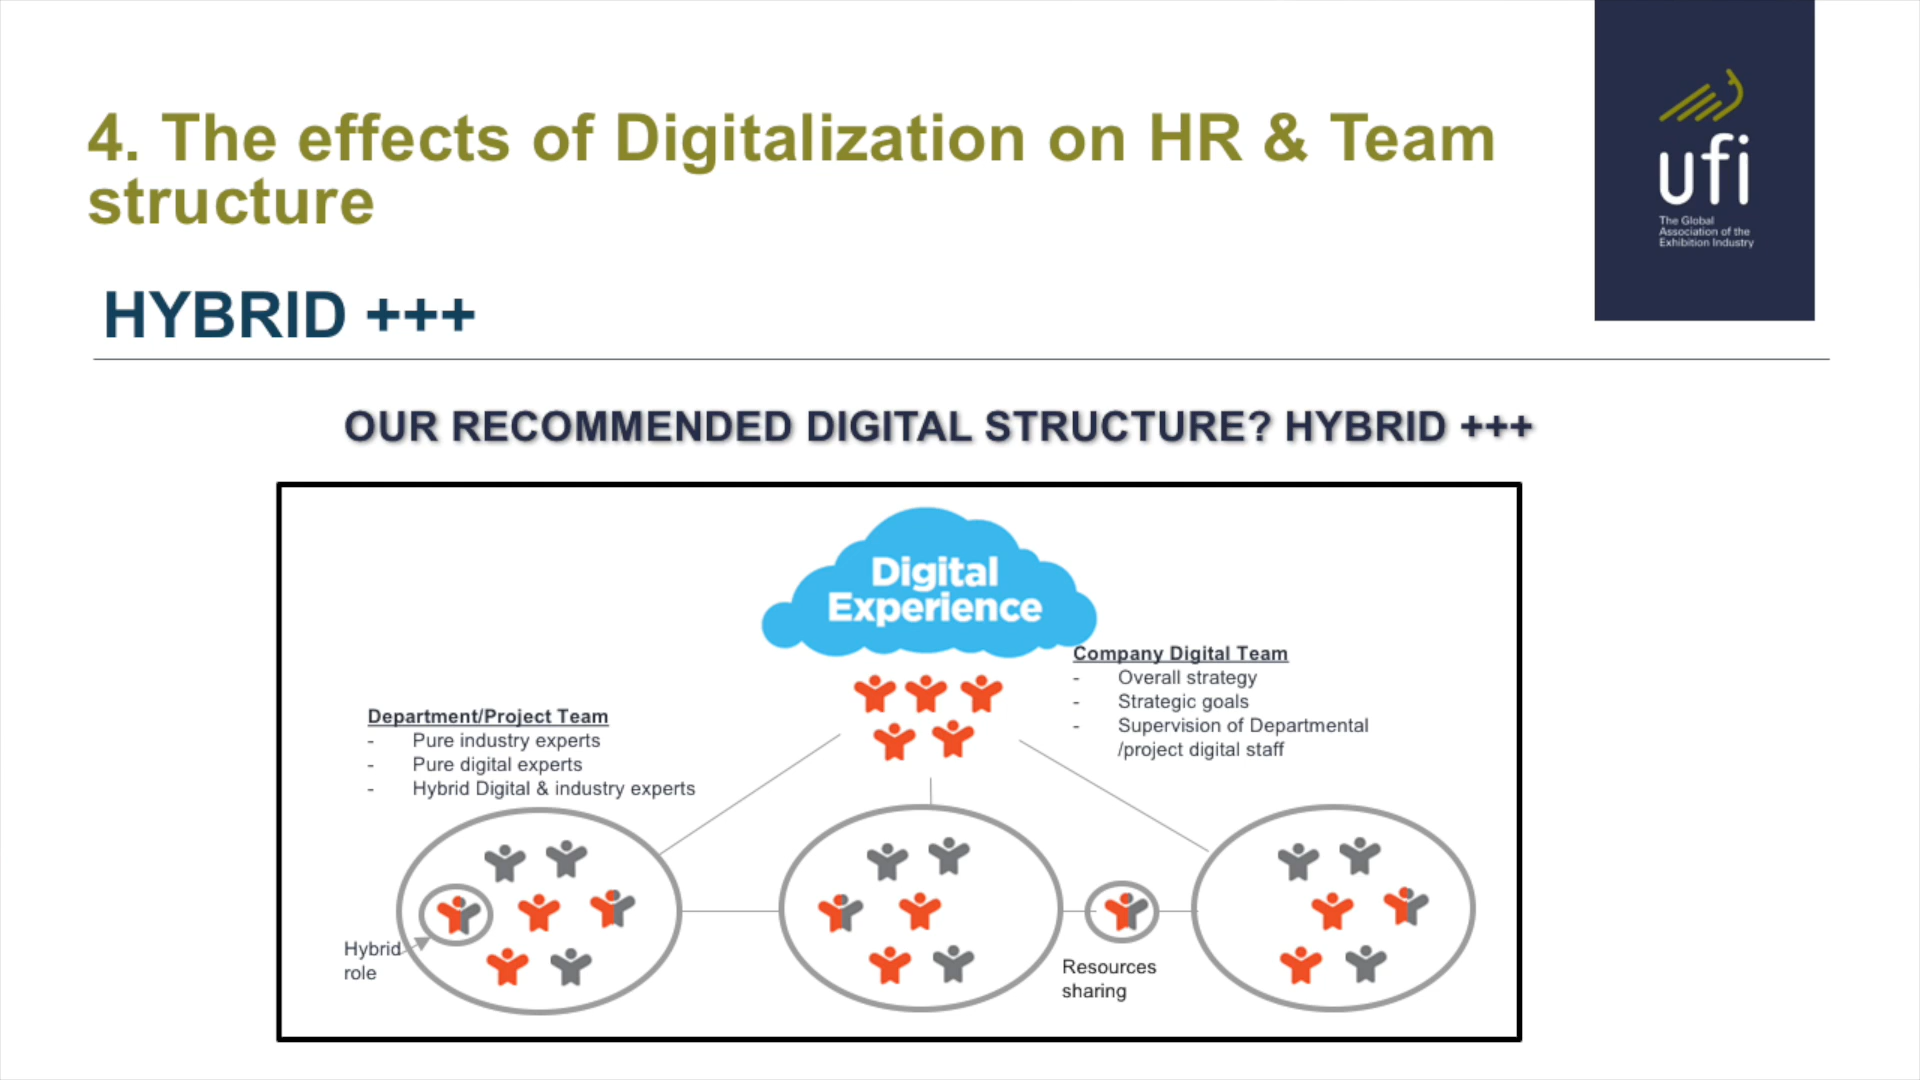 4. The effects of Digitalization on HR & Team
structure
ufi
The Global
Association of the
Exhibition Industry
HYBRID +++
OUR RECOMMENDED DIGITAL STRUCTURE? HYBRID +++
Digital
Experience
Company Digital Team
- Overall strategy
- Strategic goals
- Supervision of Departmental
/project digital staff
Department/Project Team
- Pure industry experts
- Pure digital experts
- Hybrid Digital & industry experts
Hybrid
role
Resources
sharing